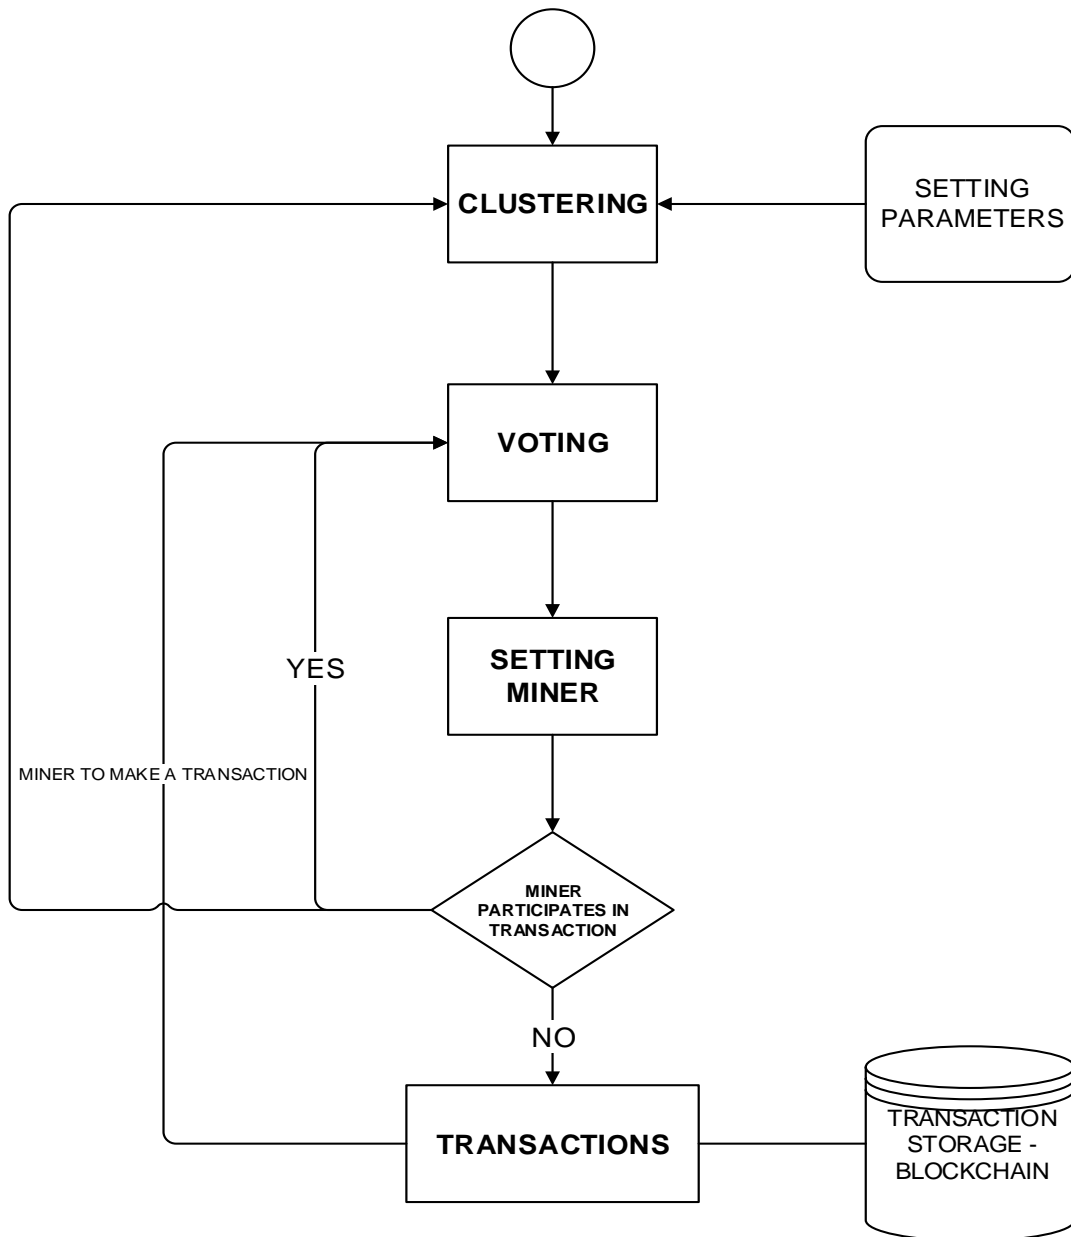 CLUSTERING
SETTING
PARAMETERS
VOTING
SETTING
MINER
YES
MINER TO MAKE A TRANSACTION
MINER
PARTICIPATES IN
TRANSACTION
NO
TRANSACTIONS
TRANSACTION
STORAGE -
BLOCKCHAIN